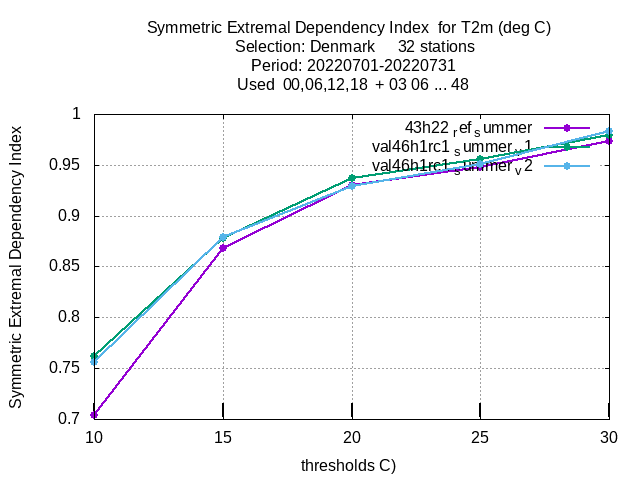 Symmetric Extremal Dependency Index for T2m (deg C)
Selection: Denmark 32 stations
Period: 20220701-20220731
Used 00,06,12,18 + 03 06 ... 48
Symmetric Extremal Dependency Index
1
0.95
0.9
0.85
0.8
0.75
0.7
43h22_ref_summer
val46h1rc1_summer_v1
val46h1rc1_summer_v2
10 15 20 25 30
thresholds C)